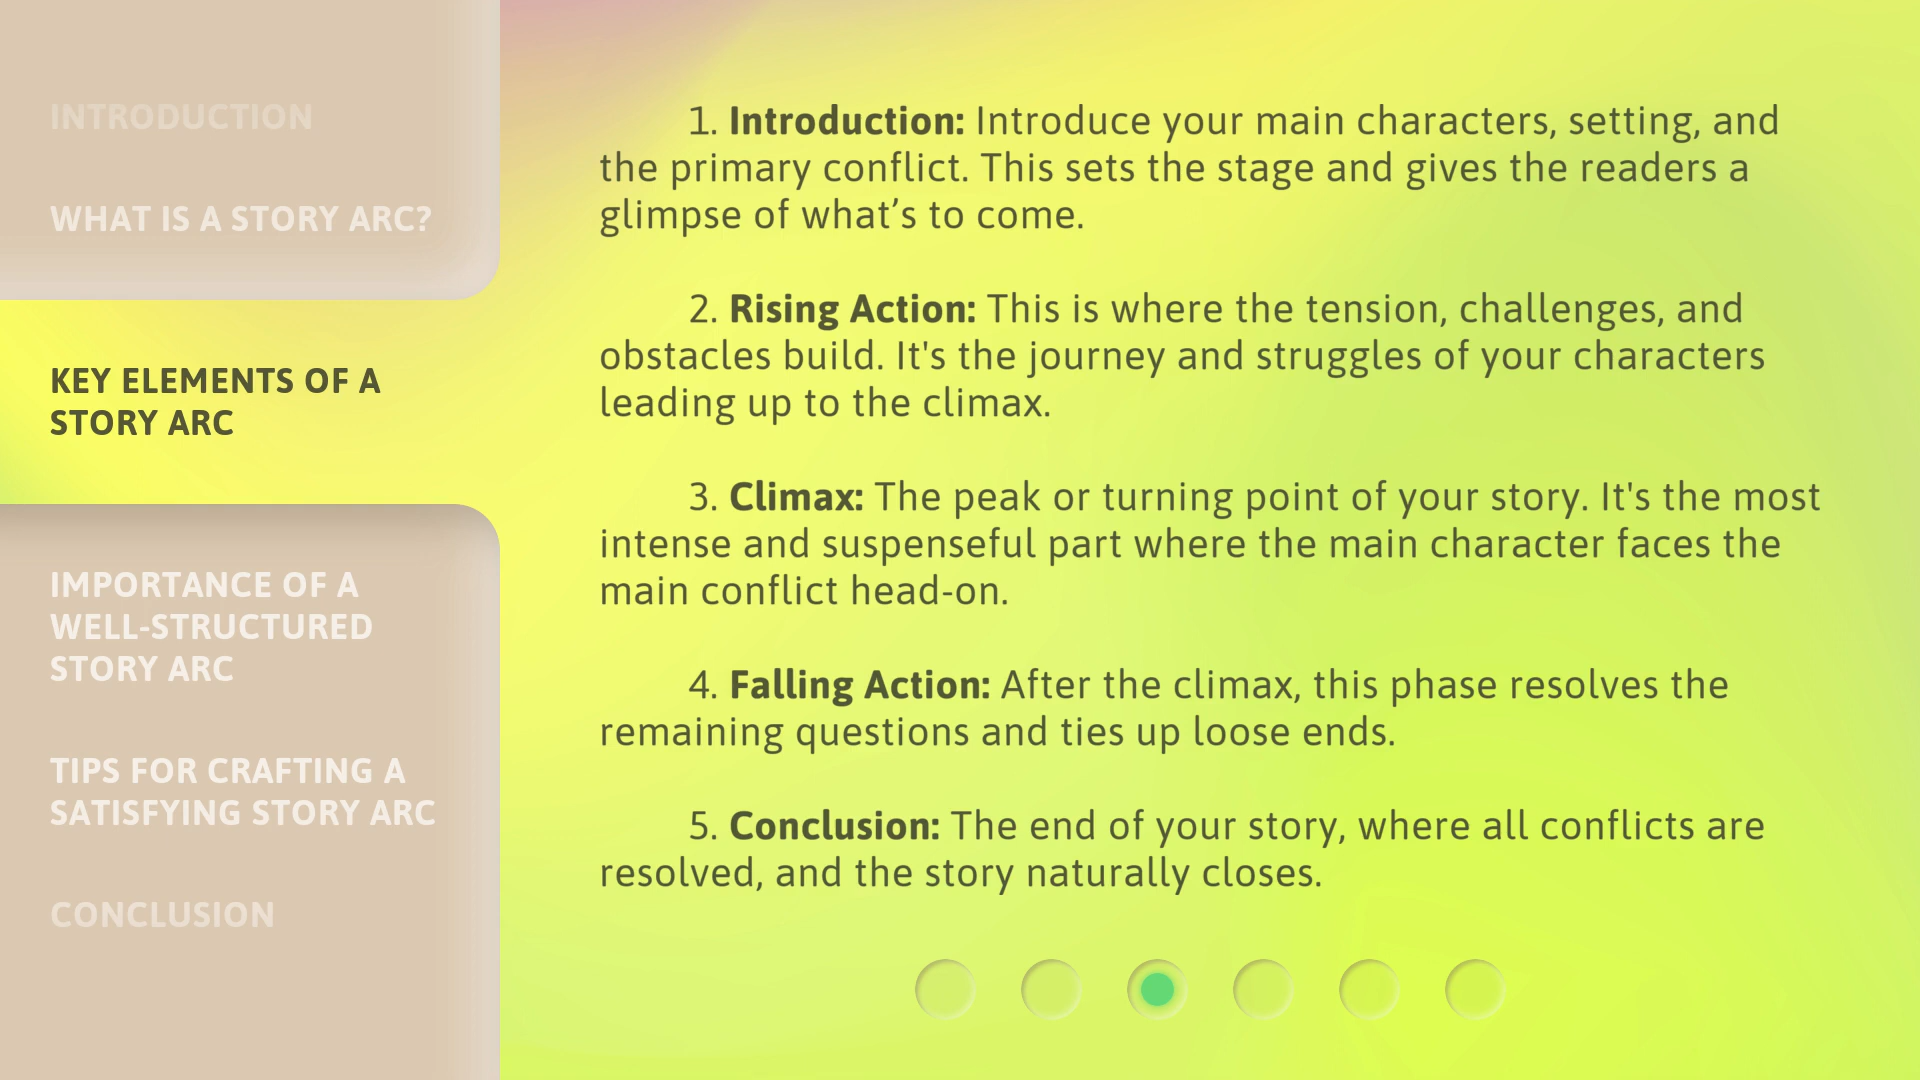 INTRODUCTION
WHAT IS A STORY ARC?
KEY ELEMENTS OF A
STORY ARC
IMPORTANCE OF A
WELL-STRUCTURED
STORY ARC
TIPS FOR CRAFTING A
SATISFYING STORY ARC
CONCLUSION
1. Introduction: Introduce your main characters, setting, and
the primary conflict. This sets the stage and gives the readers a
glimpse of what’s to come.
2. Rising Action: This is where the tension, challenges, and
obstacles build. It's the journey and struggles of your characters
leading up to the climax.
3. Climax: The peak or turning point of your story. It's the most
intense and suspenseful part where the main character faces the
main conflict head-on.
4. Falling Action: After the climax, this phase resolves the
remaining questions and ties up loose ends.
5. Conclusion: The end of your story, where all conflicts are
resolved, and the story naturally closes.